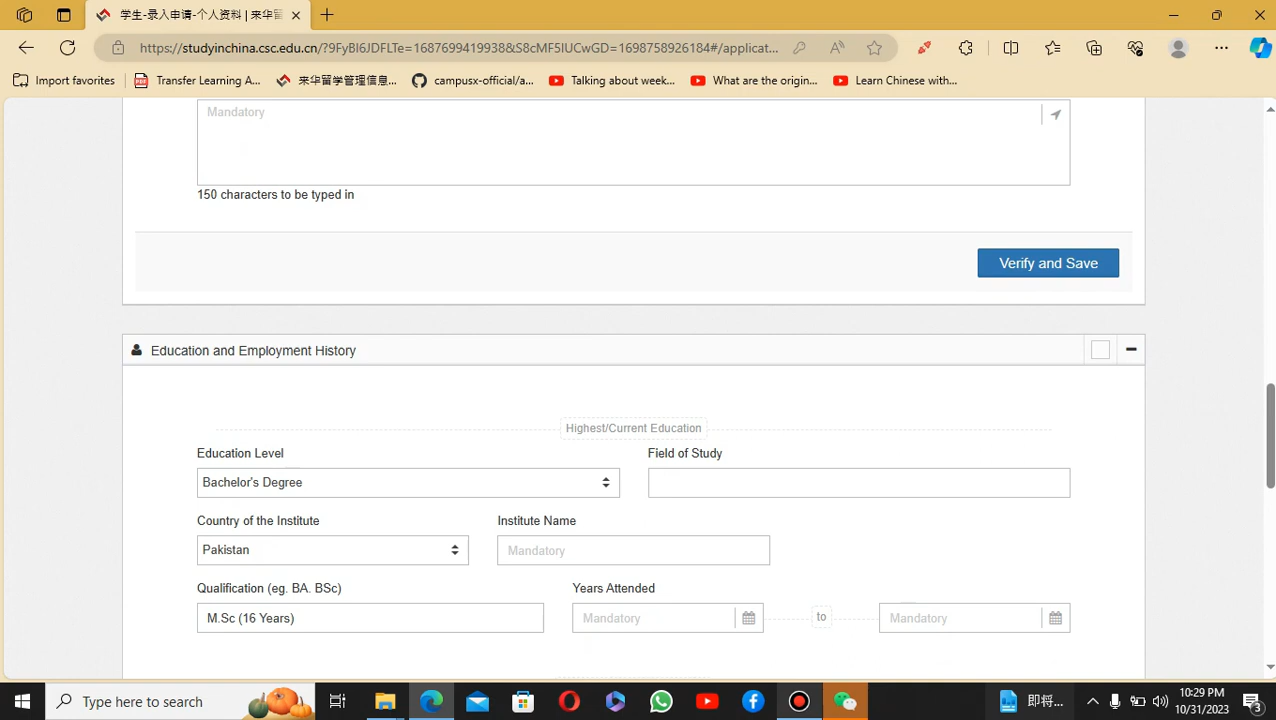 学生-录入申请-个人资料 | 来华留
https://studyinchina.csc.edu.cn/?9FyBI6JDFLTe=1687699419938&S8cMF5IUCwGD=1698758926184#/applicat...
Import favorites
Transfer Learning A...
来华留学管理信息...
campusx-official/a...
Talking about week...
What are the origin...
Learn Chinese with...
Mandatory
150 characters to be typed in
Verify and Save
Education and Employment History
Highest/Current Education
Education Level
Field of Study
Bachelor's Degree
Country of the Institute
Institute Name
Pakistan
Mandatory
Qualification (eg. BA. BSc)
Years Attended
M.Sc (16 Years)
Mandatory
to
Mandatory
Type here to search
即将...
10:29 PM
10/31/2023
3